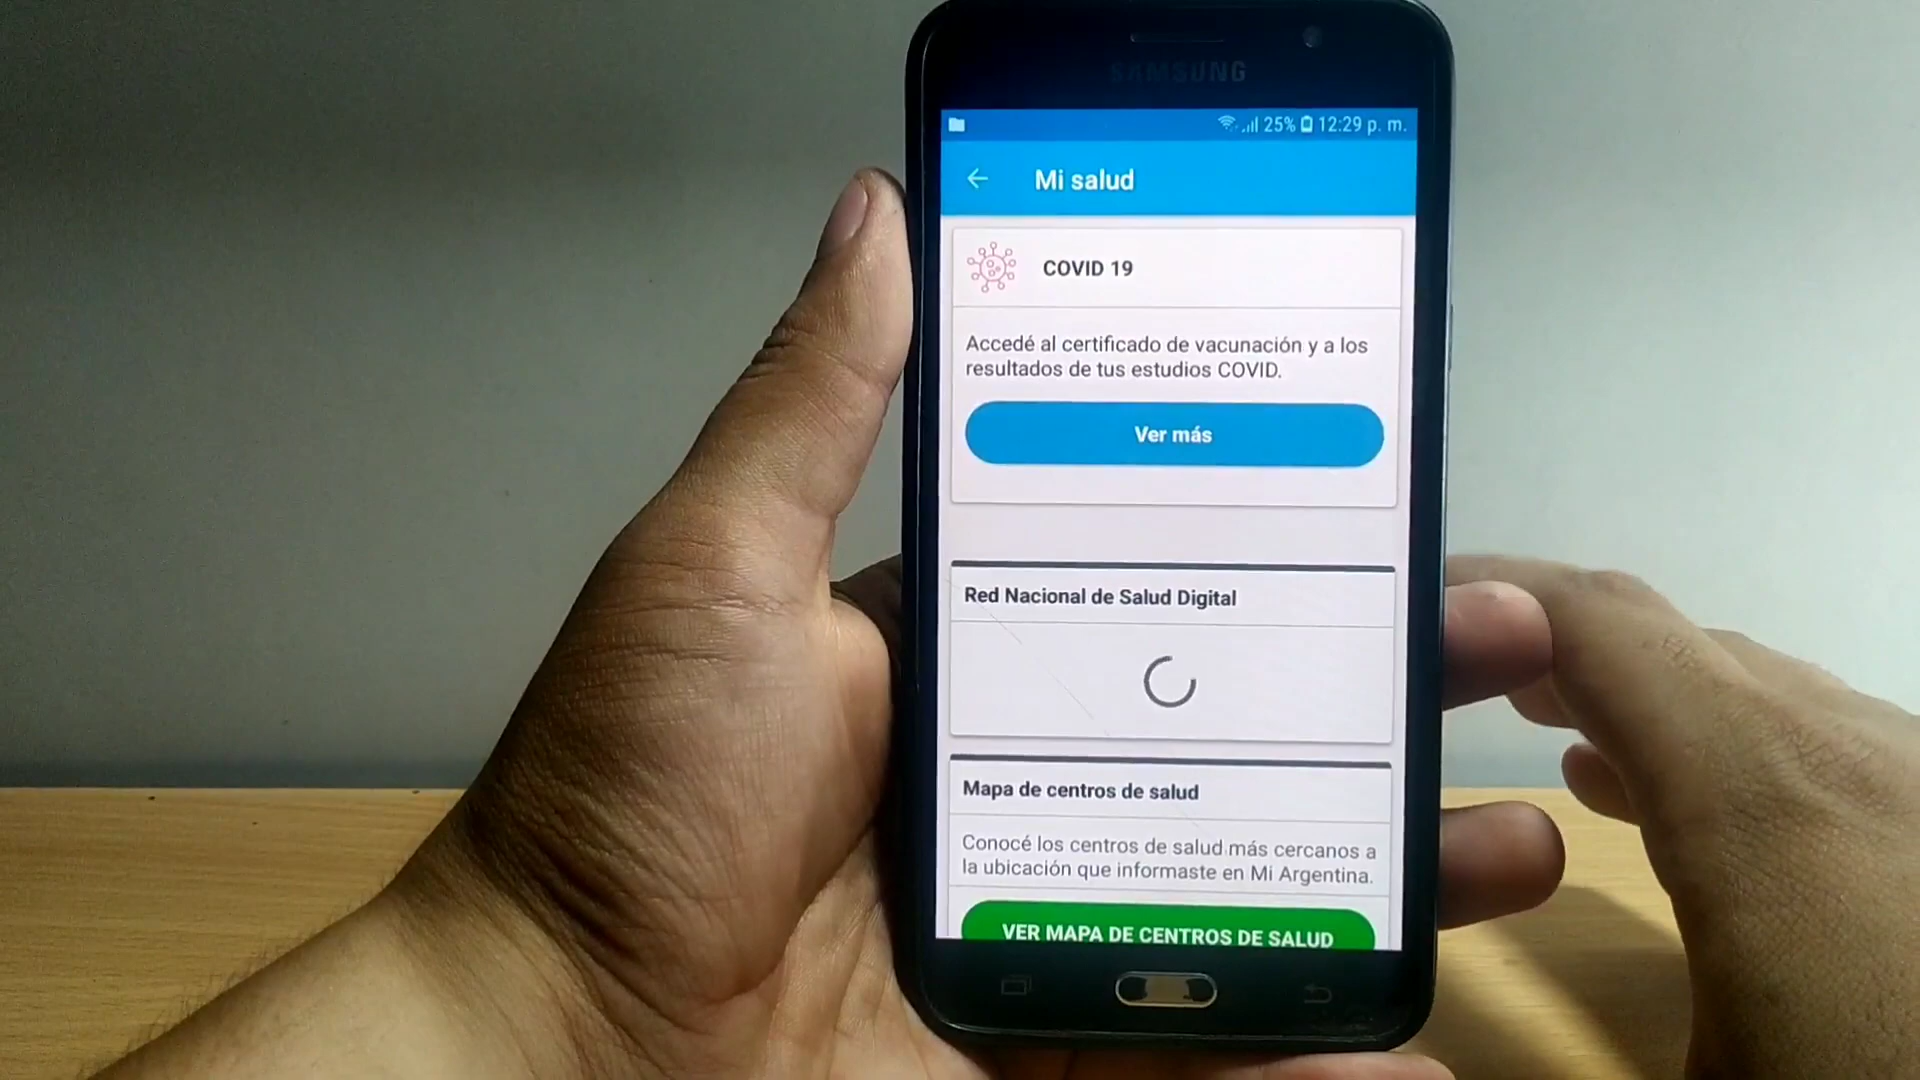 SAMSUNG
25% 12:29 p. m.
Mi salud
COVID 19
Accedé al certificado de vacunación y a los
resultados de tus estudios COVID.
Ver más
Red Nacional de Salud Digital
Mapa de centros de salud
Conocé los centros de salud más cercanos a
la ubicación que informaste en Mi Argentina.
VER MAPA DE CENTROS DE SALUD